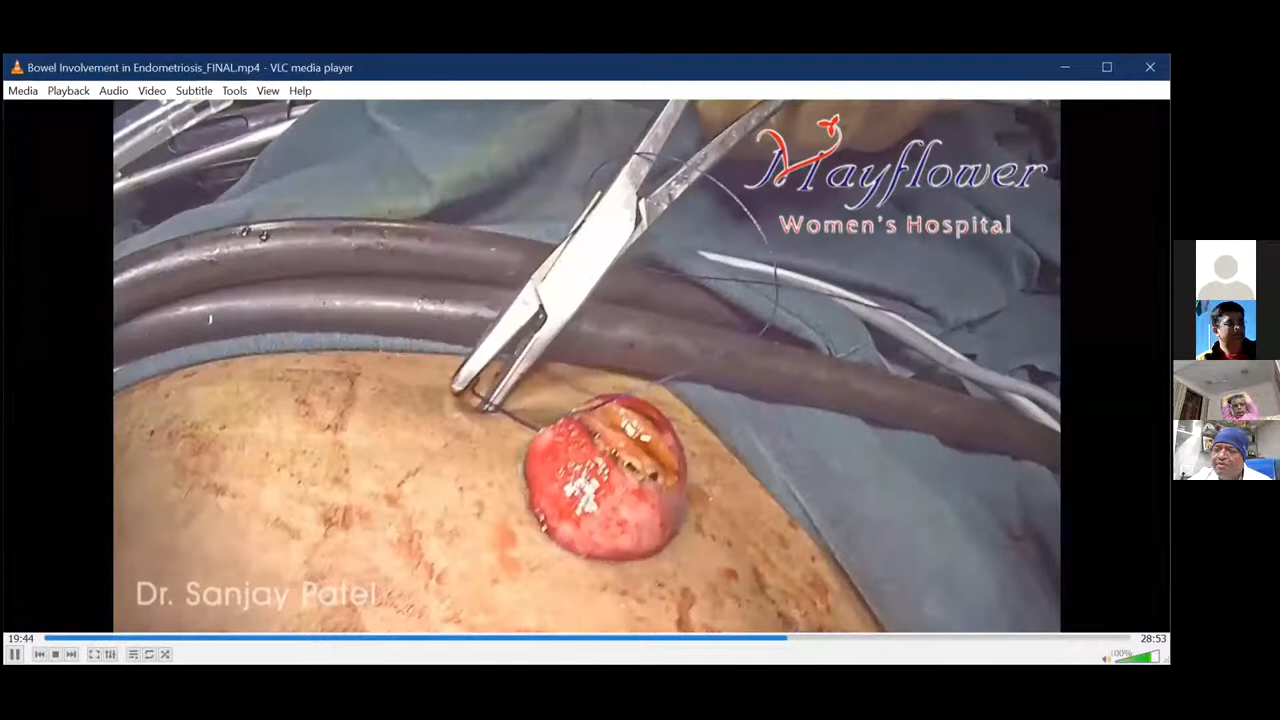 Bowel Involvement in Endometriosis_FINAL.mp4 - VLC media player
Media Playback Audio Video Subtitle Tools View Help
Mayflower
Women's Hospital
Dr. Sanjay Patel
19:44
28:53
100%